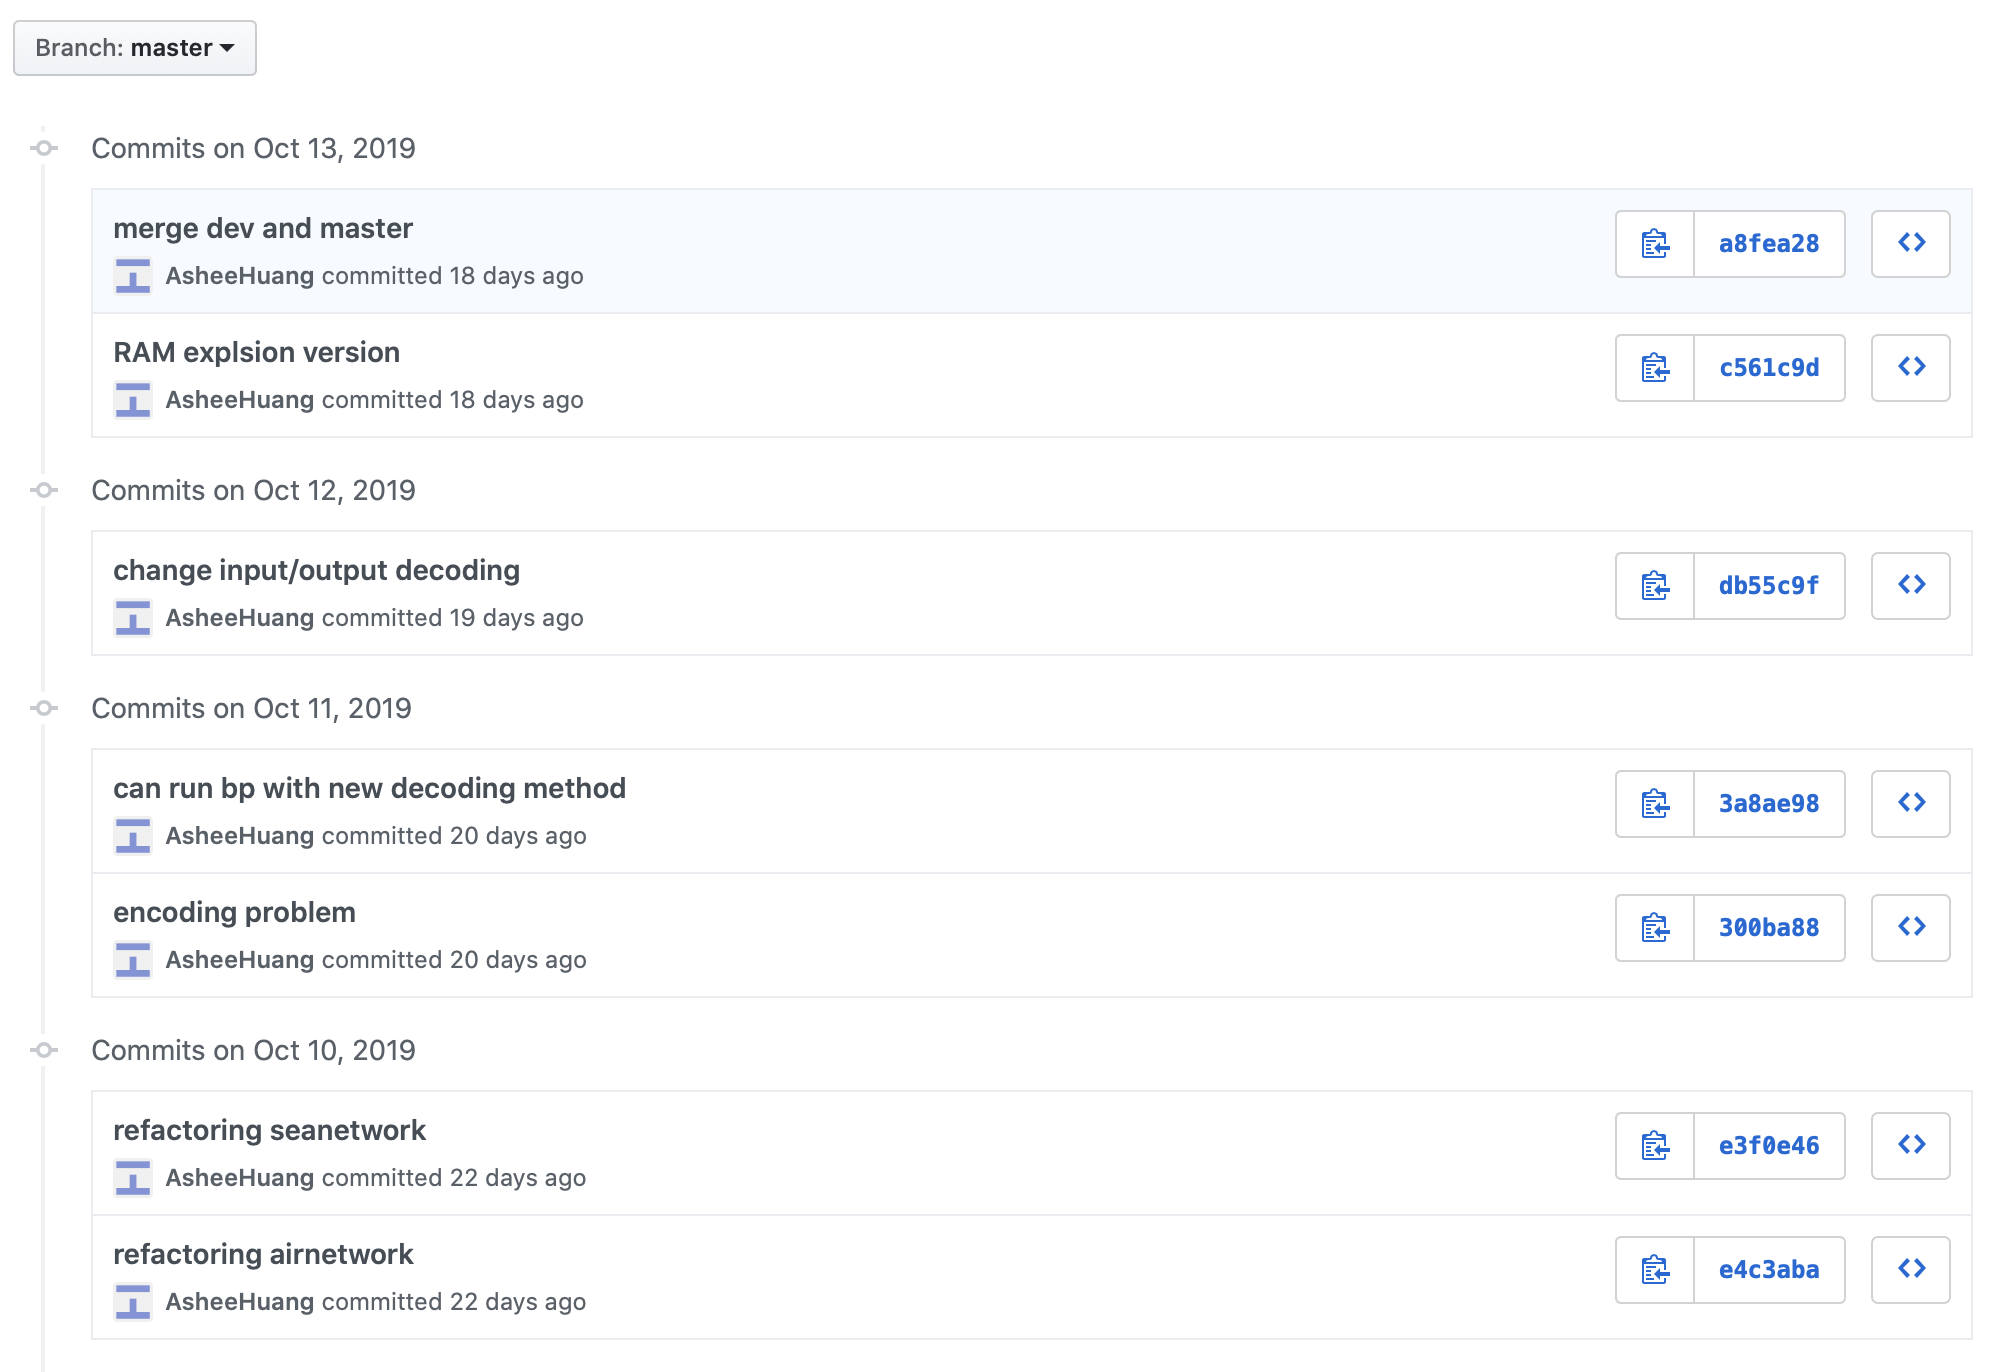 Branch: master
Commits on Oct 13, 2019
merge dev and master
AsheeHuang committed 18 days ago
a8fea28
RAM explsion version
AsheeHuang committed 18 days ago
c561c9d
Commits on Oct 12, 2019
change input/output decoding
AsheeHuang committed 19 days ago
db55c9f
Commits on Oct 11, 2019
can run bp with new decoding method
AsheeHuang committed 20 days ago
3a8ae98
encoding problem
AsheeHuang committed 20 days ago
300ba88
Commits on Oct 10, 2019
refactoring seanetwork
AsheeHuang committed 22 days ago
e3f0e46
refactoring airnetwork
AsheeHuang committed 22 days ago
e4c3aba